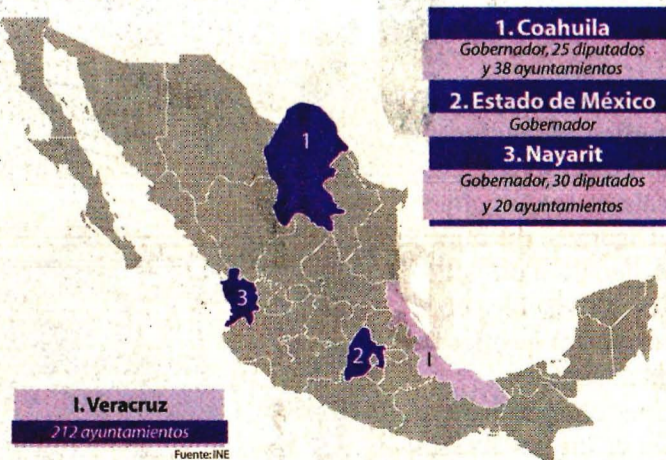 1. Coahuila
Gobernador, 25 diputados
y 38 ayuntamientos
2. Estado de México
Gobernador
3. Nayarit
Gobernador, 30 diputados
y 20 ayuntamientos
1
3
2
I
I. Veracruz
212 ayuntamientos
Fuente: INE